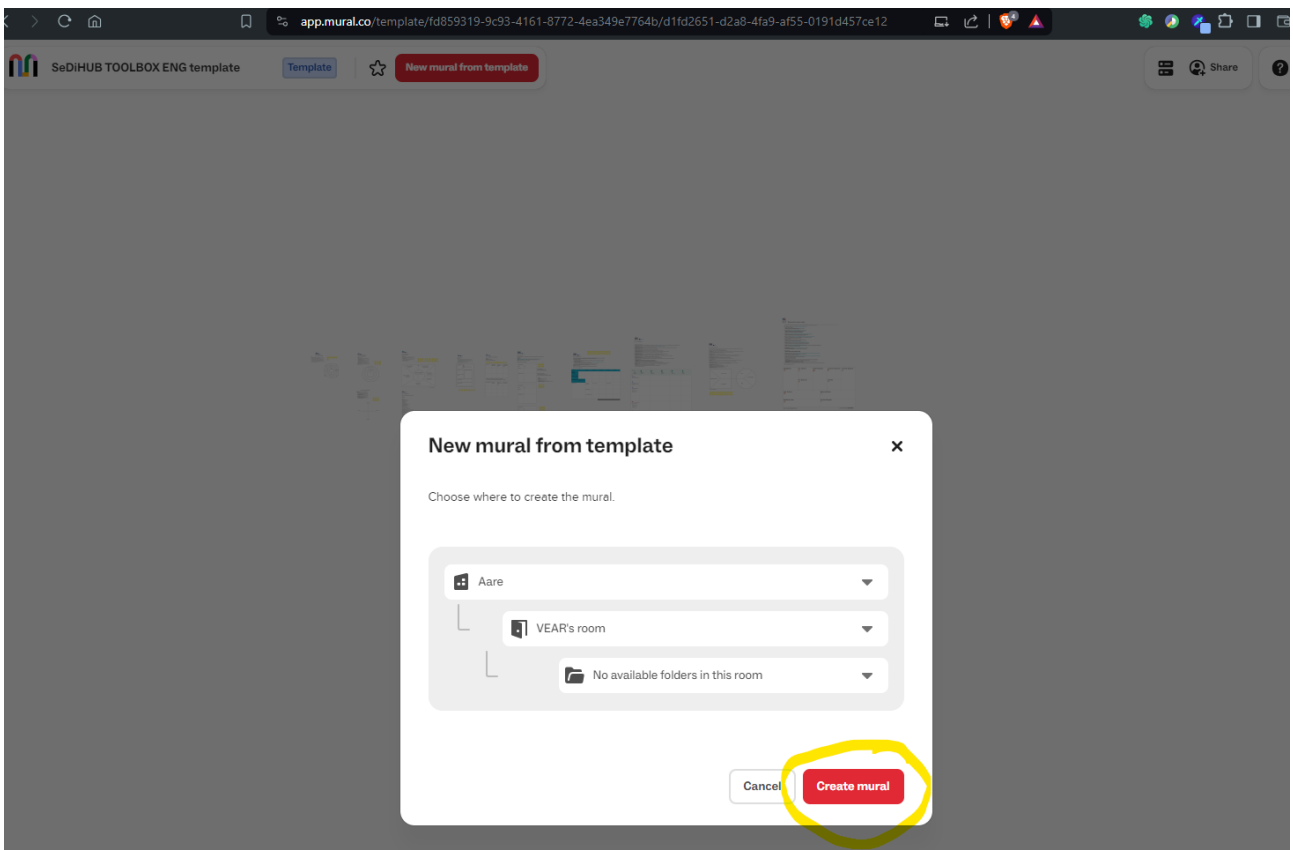 app.mural.co/template/fd859319-9c93-4161-8772-4ea349e7764b/d1fd2651-d2a8-4fa9-af55-0191d457ce12
SeDiHUB TOOLBOX ENG template Template New mural from template Share ?
New mural from template
Choose where to create the mural.
Aare
VEAR's room
No available folders in this room
Cancel Create mural